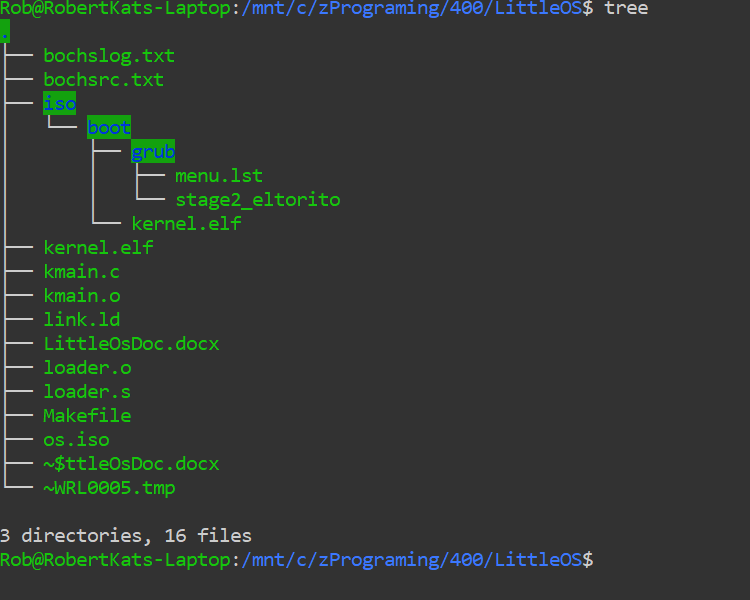 Rob@RobertKats-Laptop:/mnt/c/zPrograming/400/LittleOS$ tree
.
├── bochslog.txt
├── bochsrc.txt
├── iso
│   └── boot
│       ├── grub
│       │   ├── menu.lst
│       │   └── stage2_eltorito
│       └── kernel.elf
├── kernel.elf
├── kmain.c
├── kmain.o
├── link.ld
├── LittleOsDoc.docx
├── loader.o
├── loader.s
├── Makefile
├── os.iso
├── ~$ttleOsDoc.docx
└── ~WRL0005.tmp
3 directories, 16 files
Rob@RobertKats-Laptop:/mnt/c/zPrograming/400/LittleOS$